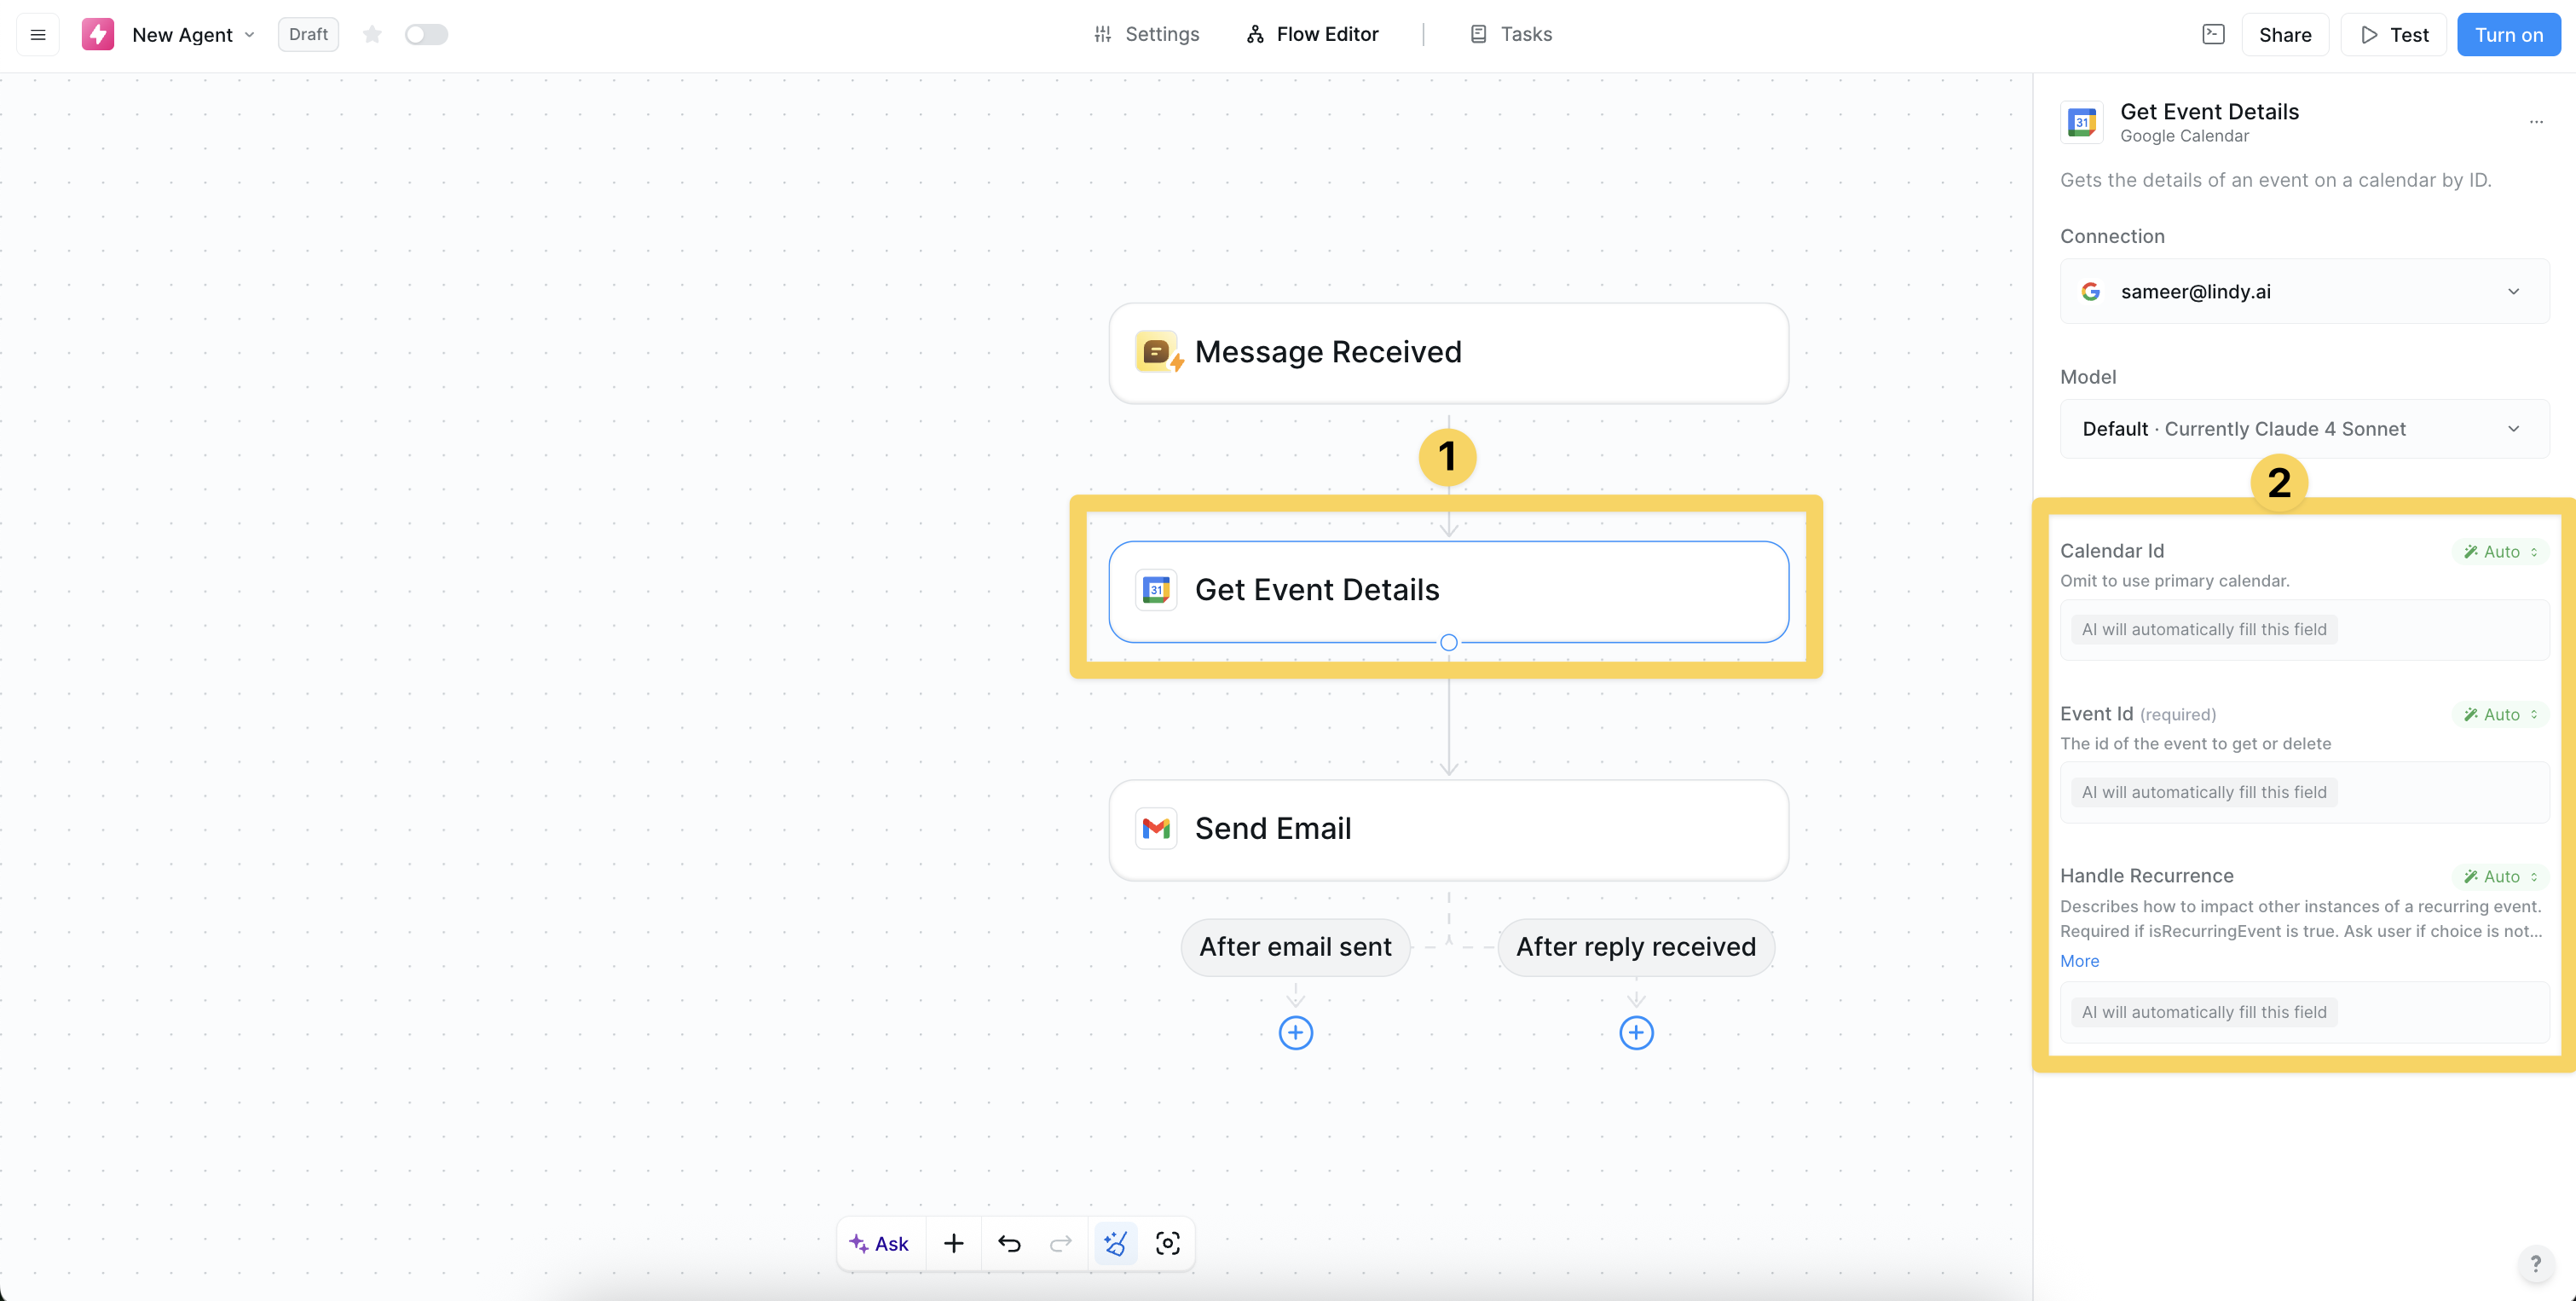 New Agent
Draft
Settings
Flow Editor
Tasks
Share
Test
Turn on
Message Received
1
31
Get Event Details
Send Email
After email sent
After reply received
Ask
31
Get Event Details
Google Calendar
Gets the details of an event on a calendar by ID.
Connection
sameer@lindy.ai
Model
Default · Currently Claude 4 Sonnet
2
Calendar Id
Auto
Omit to use primary calendar.
AI will automatically fill this field
Event Id (required)
Auto
The id of the event to get or delete
AI will automatically fill this field
Handle Recurrence
Auto
Describes how to impact other instances of a recurring event.
Required if isRecurringEvent is true. Ask user if choice is not...
More
AI will automatically fill this field
?